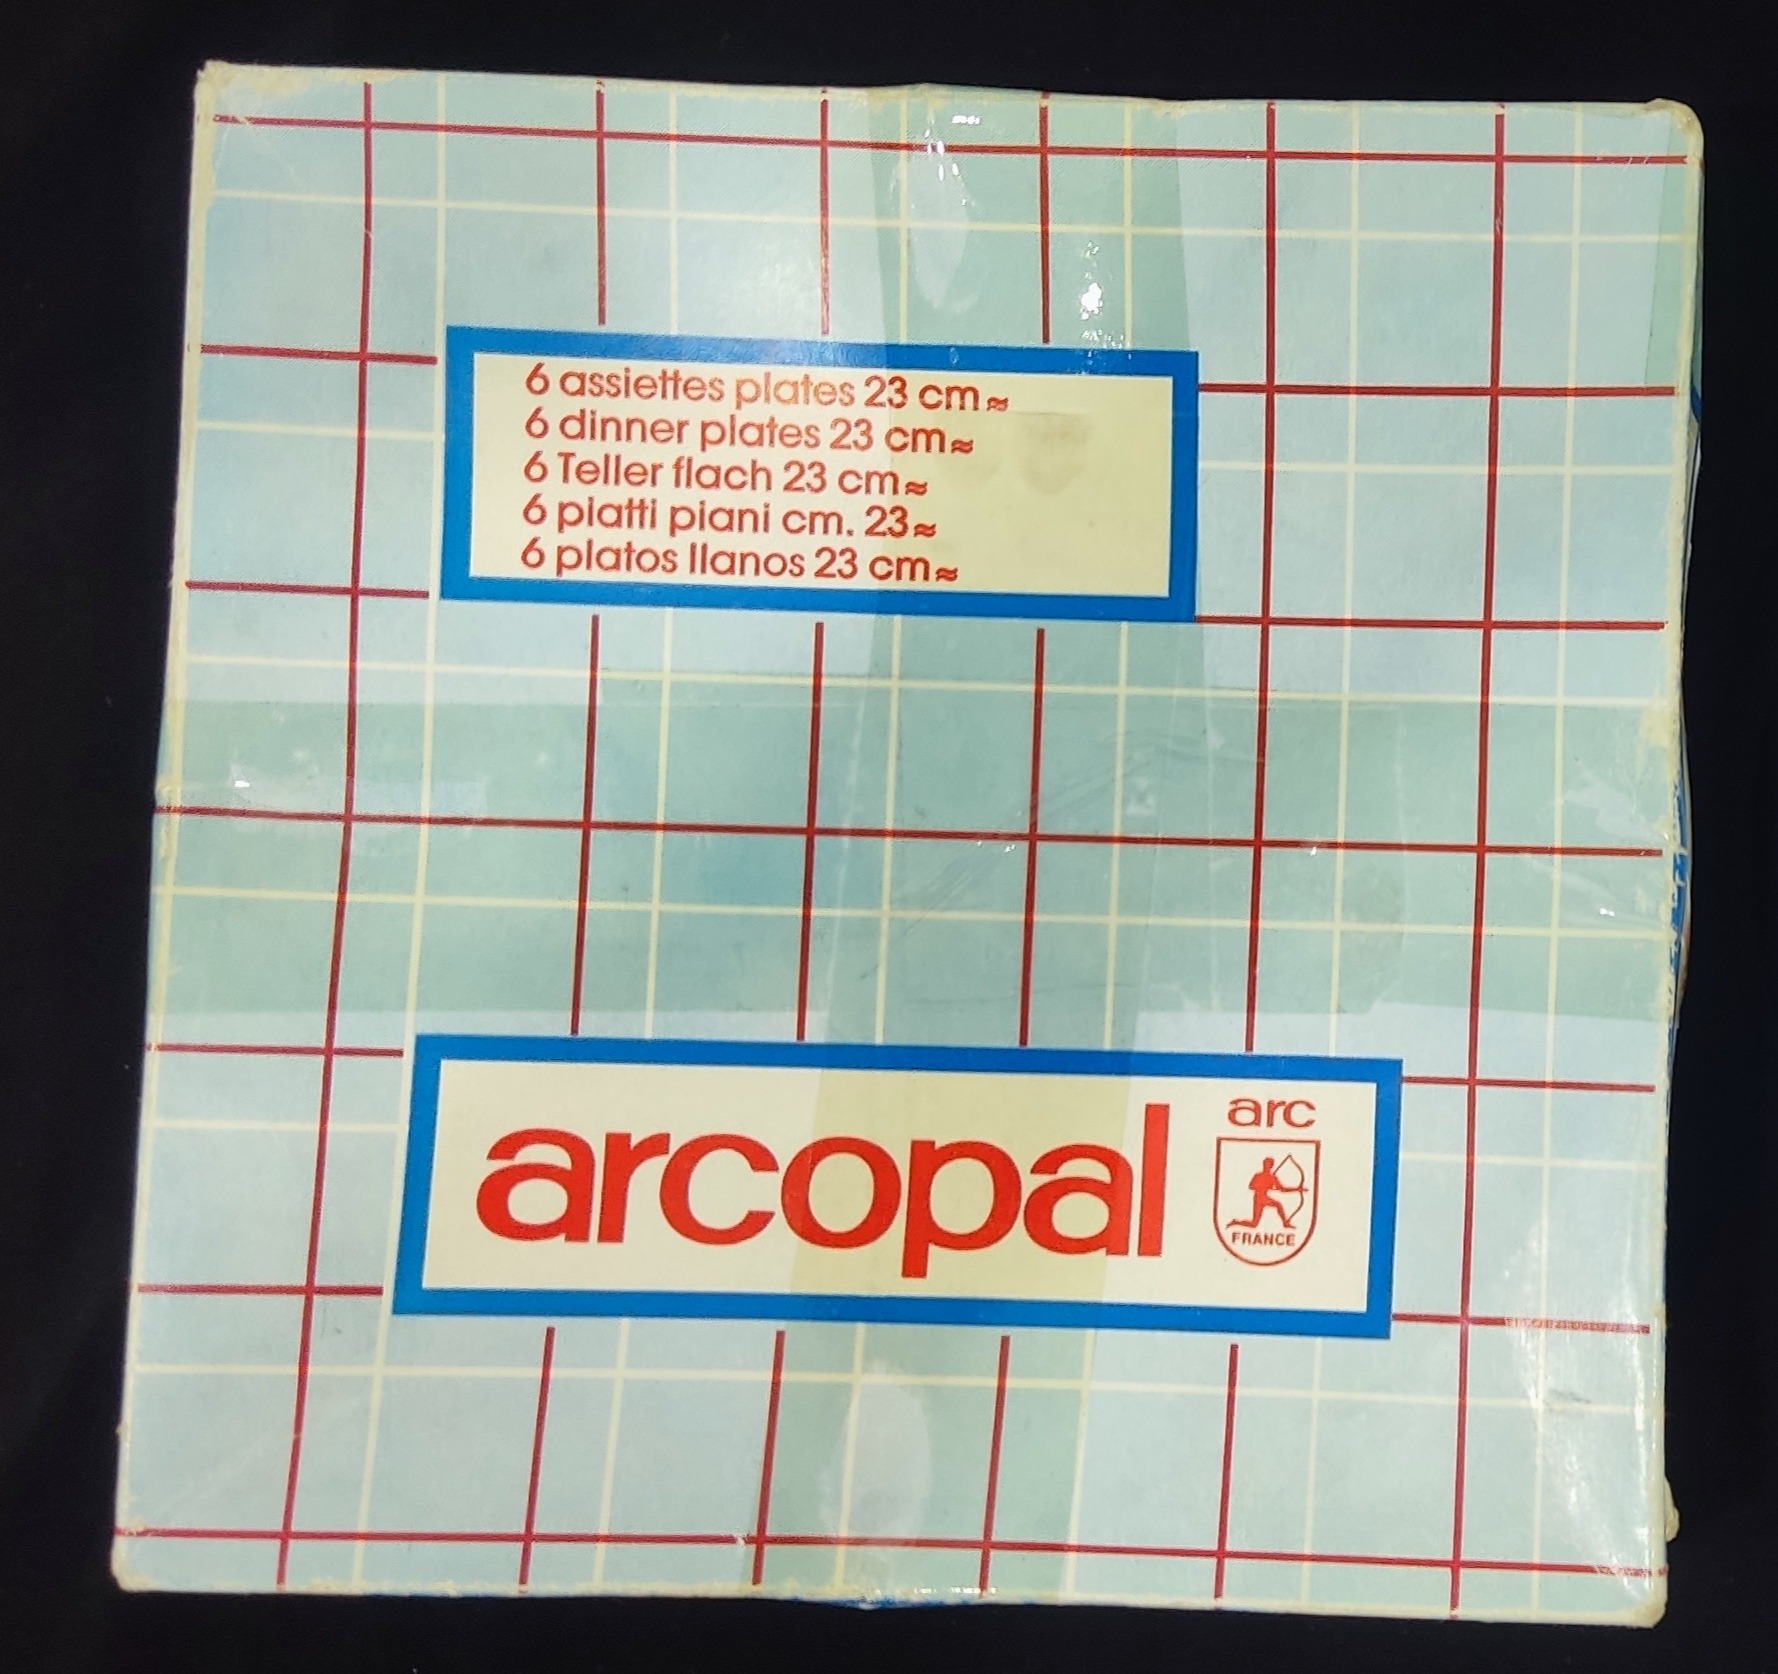 6 assiettes plates 23 cm≈
6 dinner plates 23 cm≈
6 Teller flach 23 cm≈
6 piatti piani cm. 23≈
6 platos llanos 23 cm≈
arcopal
arc
FRANCE